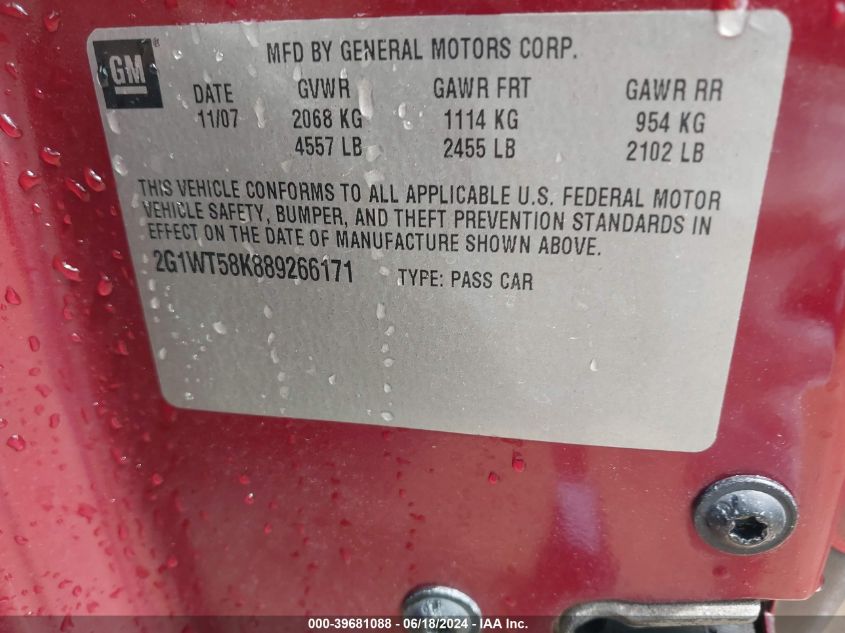 GM®
MFD BY GENERAL MOTORS CORP.
DATE GVWR GAWR FRT GAWR RR
11/07 2068 KG 1114 KG 954 KG
4557 LB 2455 LB 2102 LB
THIS VEHICLE CONFORMS TO ALL APPLICABLE U.S. FEDERAL MOTOR
VEHICLE SAFETY, BUMPER, AND THEFT PREVENTION STANDARDS IN
EFFECT ON THE DATE OF MANUFACTURE SHOWN ABOVE.
2G1WT58K889266171 TYPE: PASS CAR
000-39681088 - 06/18/2024 - IAA Inc.